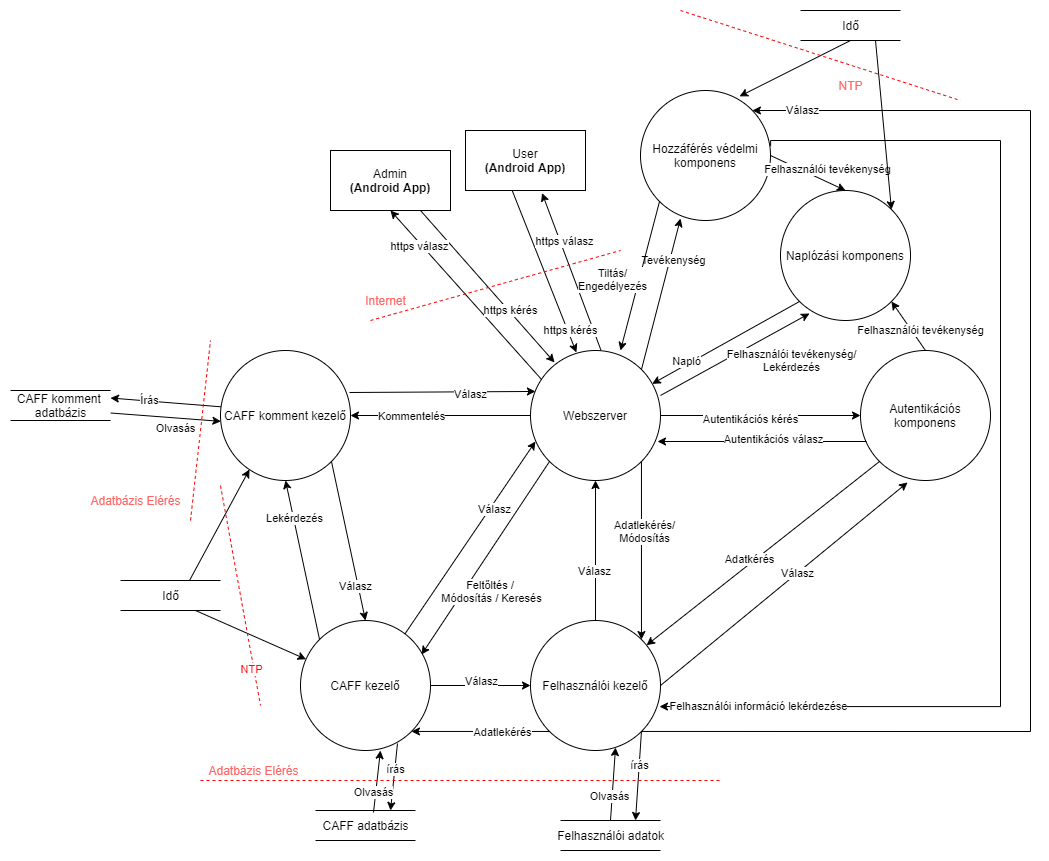 Idő
NTP
Válasz
Hozzáférés védelmi
komponens
Felhasználói tevékenység
User
(Android App)
Admin
(Android App)
https válasz
https válasz
Naplózási komponens
Tevékenység
Tiltás/
Engedélyezés
Internet
https kérés
https kérés
Felhasználói tevékenység
Napló
Felhasználói tevékenység/
Lekérdezés
CAFF komment
adatbázis
Írás
Olvasás
CAFF komment kezelő
Válasz
Kommentelés
Webszerver
Autentikációs kérés
Autentikációs válasz
Autentikációs
komponens
Adatbázis Elérés
Lekérdezés
Válasz
Adatlekérés/
Módosítás
Adatkérés
Válasz
Válasz
Válasz
Feltöltés /
Módosítás / Keresés
Idő
NTP
CAFF kezelő
Válasz
Felhasználói kezelő
Felhasználói információ lekérdezése
Adatlekérés
Adatbázis Elérés
írás
Olvasás
írás
Olvasás
CAFF adatbázis
Felhasználói adatok